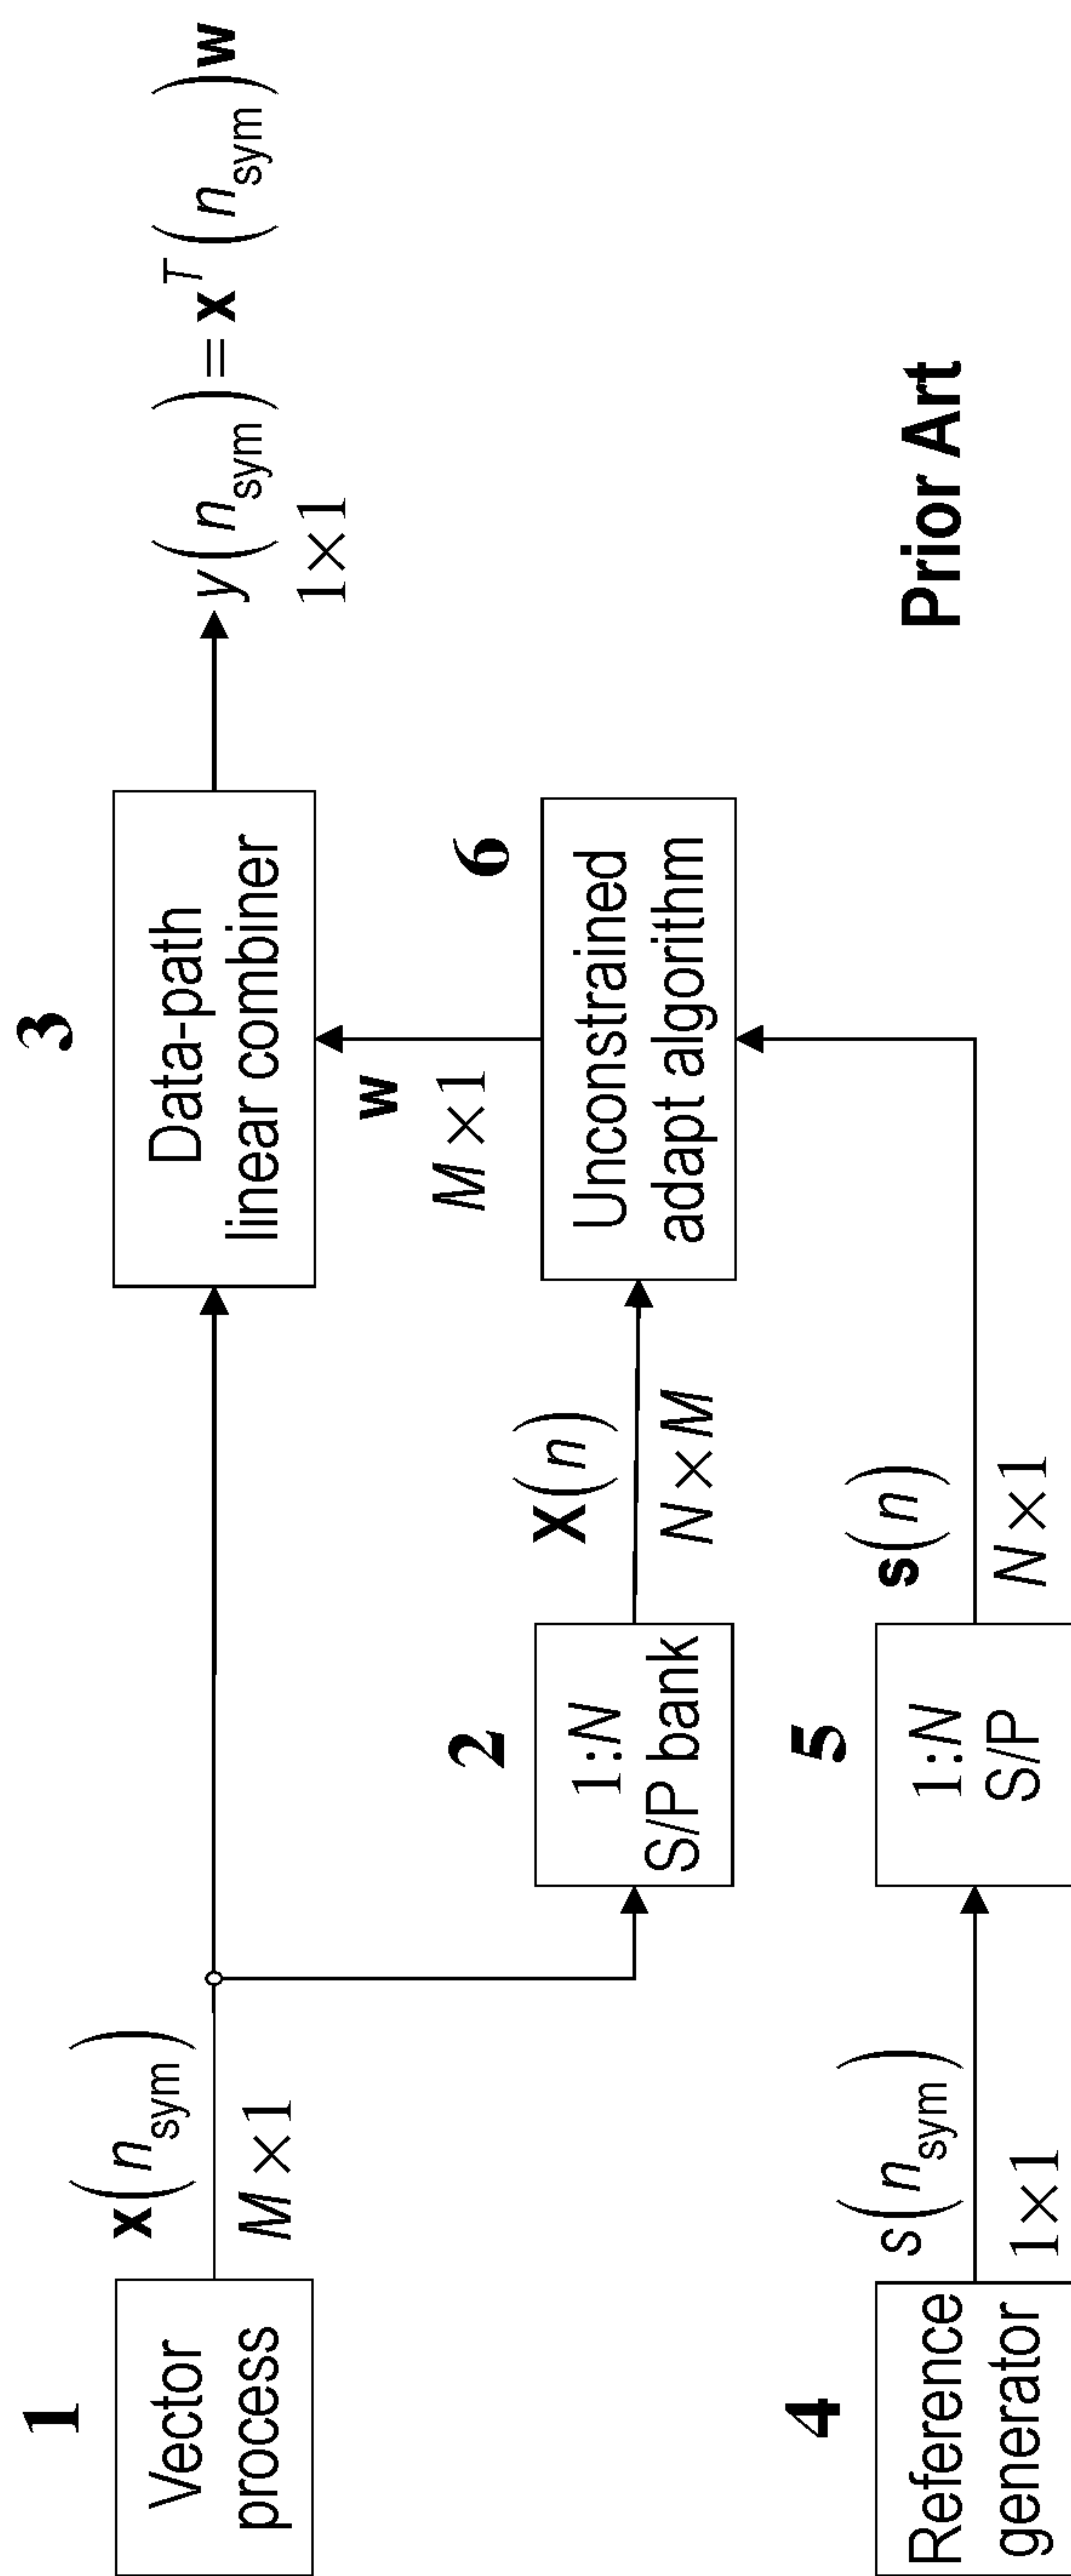 1
Vector
process
x(n_sym)
M×1
3
Data-path
linear combiner
y(n_sym)=x^T(n_sym)w
1×1
w
M×1
2
1:N
S/P bank
X(n)
N×M
6
Unconstrained
adapt algorithm
4
Reference
generator
s(n_sym)
1×1
5
1:N
S/P
s(n)
N×1
Prior Art